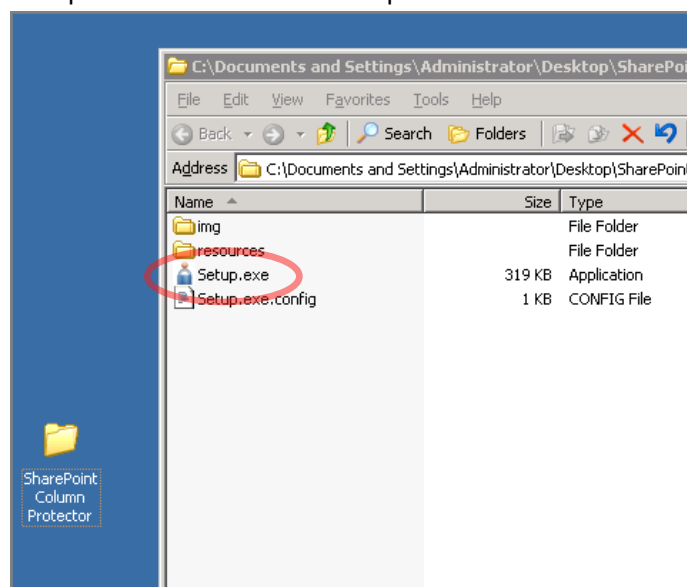 C:\Documents and Settings\Administrator\Desktop\SharePoi
File Edit View Favorites Tools Help
Back Search Folders
Address C:\Documents and Settings\Administrator\Desktop\SharePoin
Name Size Type
img File Folder
resources File Folder
Setup.exe 319 KB Application
Setup.exe.config 1 KB CONFIG File
SharePoint
Column
Protector